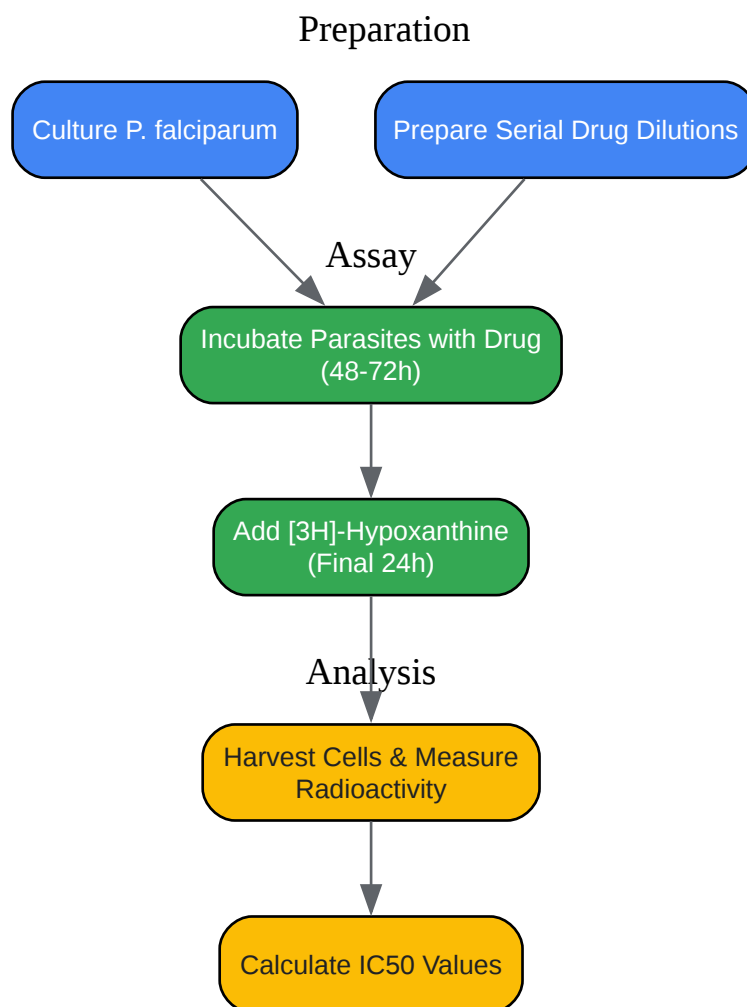 Preparation
Culture P. falciparum
Prepare Serial Drug Dilutions
Assay
Incubate Parasites with Drug
(48-72h)
Add [3H]-Hypoxanthine
(Final 24h)
Analysis
Harvest Cells & Measure
Radioactivity
Calculate IC50 Values